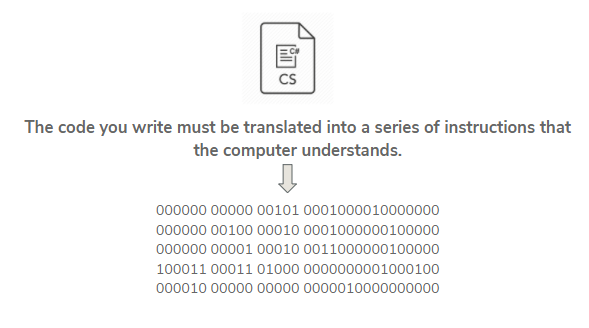 C#
CS
The code you write must be translated into a series of instructions that
the computer understands.
000000 00000 00101 0001000010000000
000000 00100 00010 0001000000100000
000000 00001 00010 0011000000100000
100011 00011 01000 0000000001000100
000010 00000 00000 0000010000000000